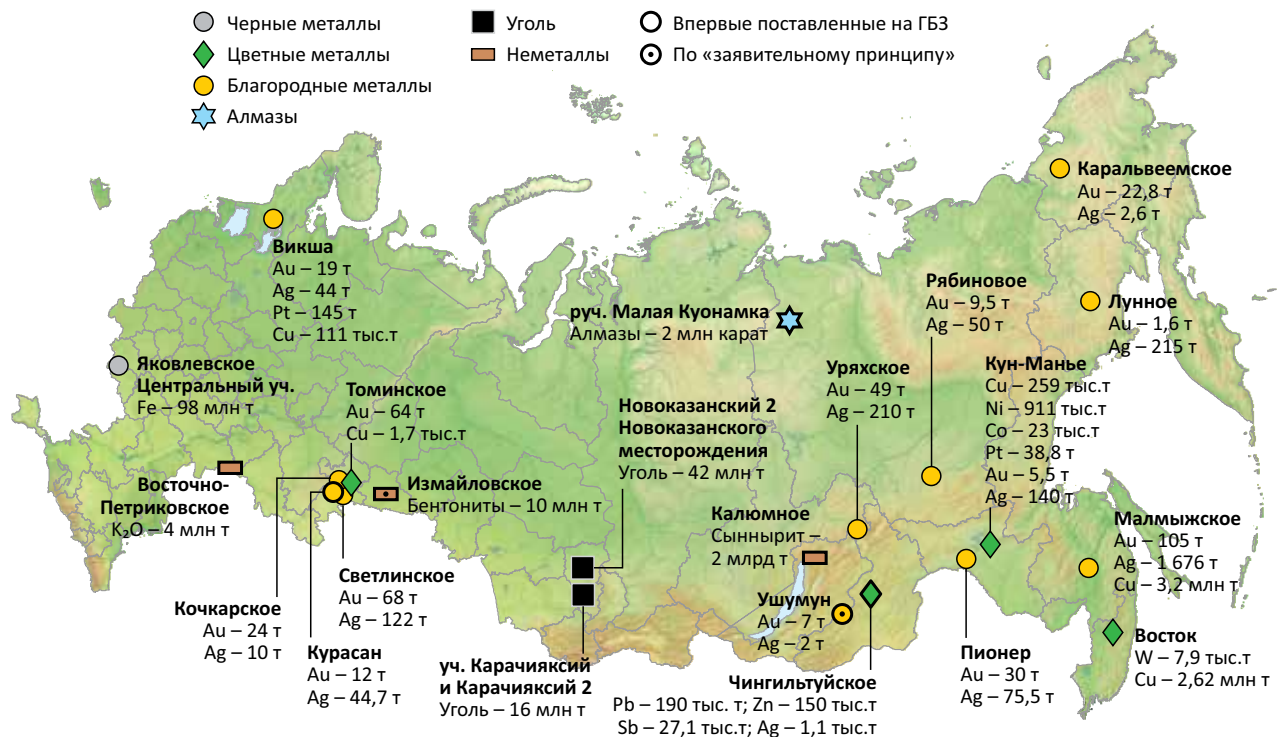 Черные металлы
Цветные металлы
Благородные металлы
Алмазы
Уголь
Неметаллы
Впервые поставленные на ГБЗ
По «заявительному принципу»
Каральвеемское
Au – 22,8 т
Ag – 2,6 т
Викша
Au – 19 т
Ag – 44 т
Pt – 145 т
Cu – 111 тыс.т
руч. Малая Куонамка
Алмазы – 2 млн карат
Рябиновое
Au – 9,5 т
Ag – 50 т
Лунное
Au – 1,6 т
Ag – 215 т
Яковлевское
Центральный уч.
Fe – 98 млн т
Томинское
Au – 64 т
Cu – 1,7 тыс.т
Уряхское
Au – 49 т
Ag – 210 т
Кун-Манье
Cu – 259 тыс.т
Ni – 911 тыс.т
Co – 23 тыс.т
Pt – 38,8 т
Au – 5,5 т
Ag – 140 т
Новоказанский 2
Новоказанского
месторождения
Уголь – 42 млн т
Восточно-
Петриковское
K₂O – 4 млн т
Измайловское
Бентониты – 10 млн т
Калюмное
Сыннырит –
2 млрд т
Малмыжское
Au – 105 т
Ag – 1 676 т
Cu – 3,2 млн т
Светлинское
Au – 68 т
Ag – 122 т
Ушумун
Au – 7 т
Ag – 2 т
Кочкарское
Au – 24 т
Ag – 10 т
Курасан
Au – 12 т
Ag – 44,7 т
уч. Карачиякский
и Карачиякский 2
Уголь – 16 млн т
Чингильтуйское
Pb – 190 тыс. т; Zn – 150 тыс.т
Sb – 27,1 тыс.т; Ag – 1,1 тыс.т
Пионер
Au – 30 т
Ag – 75,5 т
Восток
W – 7,9 тыс.т
Cu – 2,62 млн т